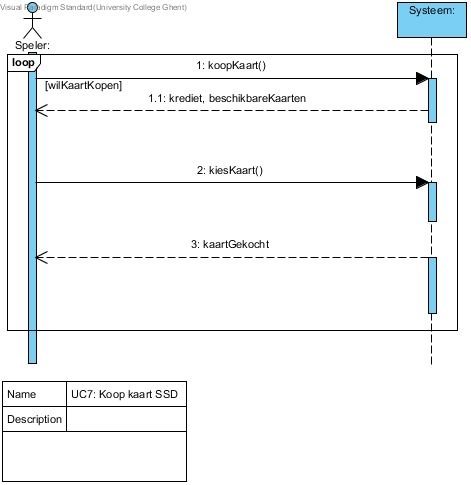 Visual Paradigm Standard(University College Ghent)
Systeem:
Speler:
loop
1: koopKaart()
[wilKaartKopen]
1.1: krediet, beschikbareKaarten
2: kiesKaart()
3: kaartGekocht
Name UC7: Koop kaart SSD
Description